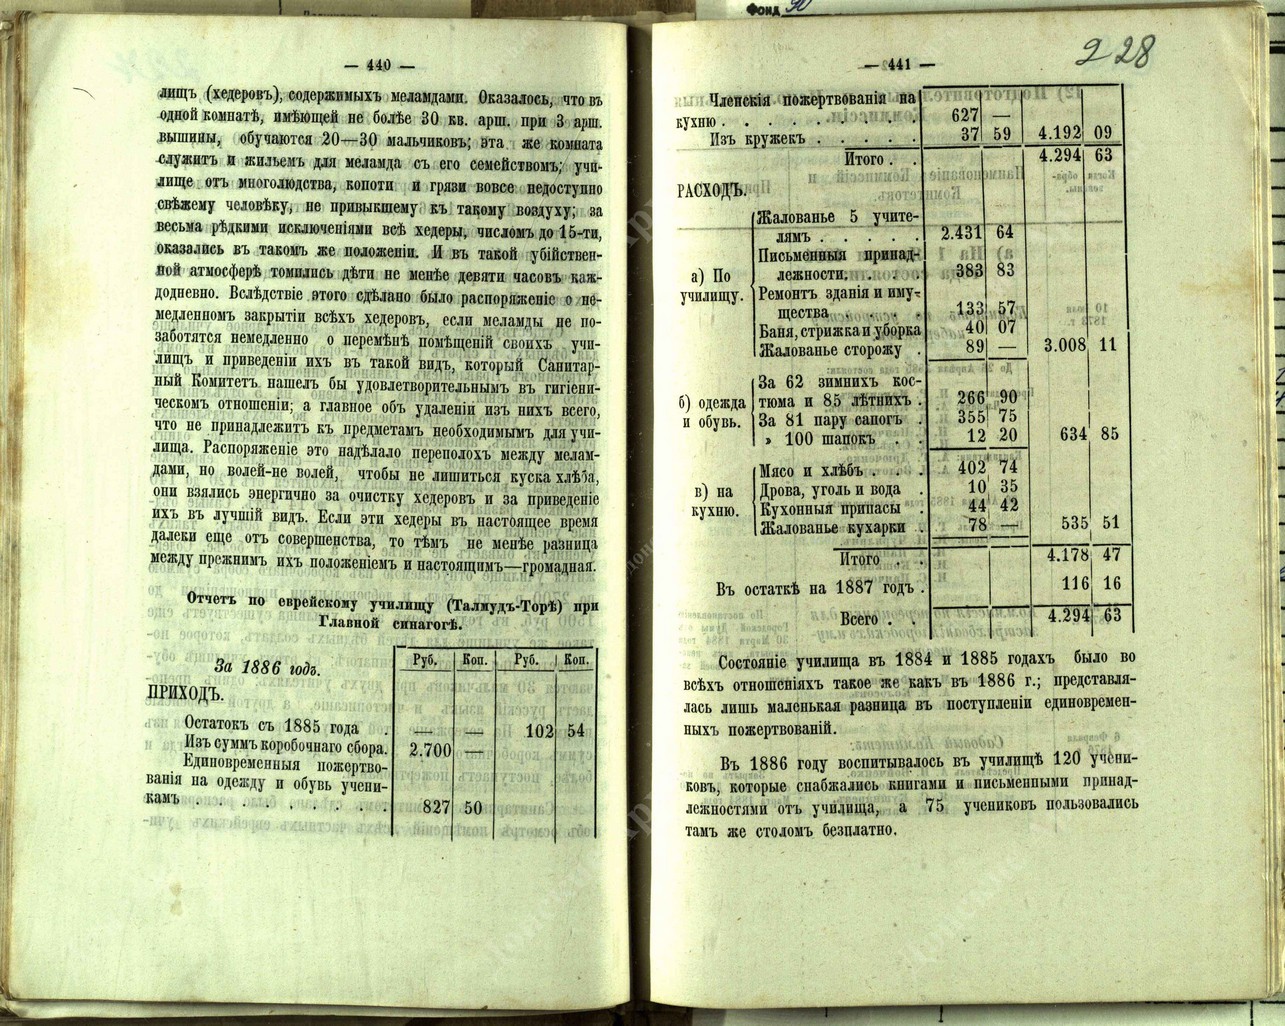 Фонд 90
— 440 —
лищъ (хедеровъ), содержимыхъ меламдами. Оказалось, что въ
одной комнатѣ, имѣющей не болѣе 30 кв. арш. при 3 арш.
вышины, обучаются 20—30 мальчиковъ; эта же комната
служитъ и жильемъ для меламда съ его семействомъ; учи-
лище отъ многолюдства, копоти и грязи вовсе недоступно
свѣжему человѣку, не привыкшему къ такому воздуху; за
весьма рѣдкими исключеніями всѣ хедеры, числомъ до 15-ти,
оказались въ такомъ же положеніи. И въ такой убійствен-
ной атмосферѣ томились дѣти не менѣе девяти часовъ каж-
додневно. Вслѣдствіе этого сдѣлано было распоряженіе о не-
медленномъ закрытіи всѣхъ хедеровъ, если меламды не по-
заботятся немедленно о перемѣнѣ помѣщеній своихъ учи-
лищъ и приведеніи ихъ въ такой видъ, который Санитар-
ный Комитетъ нашелъ бы удовлетворительнымъ въ гигіени-
ческомъ отношеніи; а главное объ удаленіи изъ нихъ всего,
что не принадлежитъ къ предметамъ необходимымъ для учи-
лища. Распоряженіе это надѣлало переполохъ между мелам-
дами, но волей-не волей, чтобы не лишиться куска хлѣба,
они взялись энергично за очистку хедеровъ и за приведеніе
ихъ въ лучшій видъ. Если эти хедеры въ настоящее время
далеки еще отъ совершенства, то тѣмъ не менѣе разница
между прежнимъ ихъ положеніемъ и настоящимъ—громадная.
Отчетъ по еврейскому училищу (Талмудъ-Торѣ) при
Главной синагогѣ.
За 1886 годъ. Руб. Коп. Руб. Коп.
ПРИХОДЪ.
Остатокъ съ 1885 года . — — 102 54
Изъ суммъ коробочнаго сбора. 2.700 —
Единовременныя пожертво-
ванія на одежду и обувь учени-
камъ . . . . . . . . . 827 50
— 441 — 228
Членскія пожертвованія на
кухню . . . . . . . . . 627 —
Изъ кружекъ . . . . . 37 59 4.192 09
Итого . . 4.294 63
РАСХОДЪ.
Жалованье 5 учите-
лямъ . . . . . 2.431 64
Письменныя принад-
а) По лежности. . . . 383 83
училищу. Ремонтъ зданія и иму-
щества . . . . 133 57
Баня, стрижка и уборка 40 07
Жалованье сторожу . 89 — 3.008 11
За 62 зимнихъ кос-
б) одежда тюма и 85 лѣтнихъ . 266 90
и обувь. За 81 пару сапогъ . 355 75
» 100 шапокъ . . 12 20 634 85
Мясо и хлѣбъ . . . 402 74
в) на Дрова, уголь и вода . 10 35
кухню. Кухонныя припасы . 44 42
Жалованье кухарки . 78 — 535 51
Итого . . 4.178 47
Въ остаткѣ на 1887 годъ . 116 16
Всего . . 4.294 63
Состояніе училища въ 1884 и 1885 годахъ было во
всѣхъ отношеніяхъ такое же какъ въ 1886 г.; представля-
лась лишь маленькая разница въ поступленіи единовремен-
ныхъ пожертвованій.
Въ 1886 году воспитывалось въ училищѣ 120 учени-
ковъ, которые снабжались книгами и письменными принад-
лежностями отъ училища, а 75 учениковъ пользовались
тамъ же столомъ безплатно.